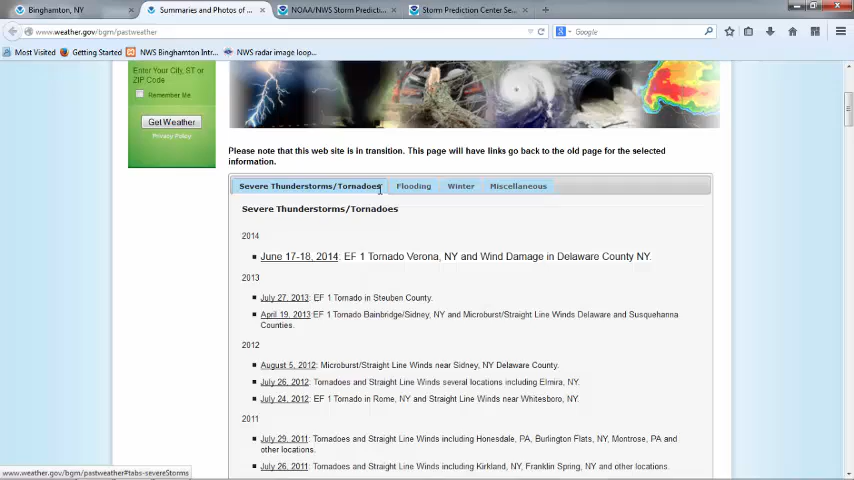 Binghamton, NY
Summaries and Photos of ...
NOAA/NWS Storm Predicti...
Storm Prediction Center Se...
www.weather.gov/bgm/pastweather
Google
Most Visited
Getting Started
NWS Binghamton Intr...
NWS radar image loop...
Enter Your City, ST or
ZIP Code
Remember Me
Get Weather
Privacy Policy
Please note that this web site is in transition. This page will have links go back to the old page for the selected
information.
Severe Thunderstorms/Tornadoes
Flooding
Winter
Miscellaneous
Severe Thunderstorms/Tornadoes
2014
June 17-18, 2014: EF 1 Tornado Verona, NY and Wind Damage in Delaware County NY.
2013
July 27, 2013: EF 1 Tornado in Steuben County.
April 19, 2013 EF 1 Tornado Bainbridge/Sidney, NY and Microburst/Straight Line Winds Delaware and Susquehanna
Counties.
2012
August 5, 2012: Microburst/Straight Line Winds near Sidney, NY Delaware County.
July 26, 2012: Tornadoes and Straight Line Winds several locations including Elmira, NY.
July 24, 2012: EF 1 Tornado in Rome, NY and Straight Line Winds near Whitesboro, NY.
2011
July 29, 2011: Tornadoes and Straight Line Winds including Honesdale, PA, Burlington Flats, NY, Montrose, PA and
other locations.
July 26, 2011: Tornadoes and Straight Line Winds including Kirkland, NY, Franklin Spring, NY and other locations.
www.weather.gov/bgm/pastweather#tabs-severeStorms